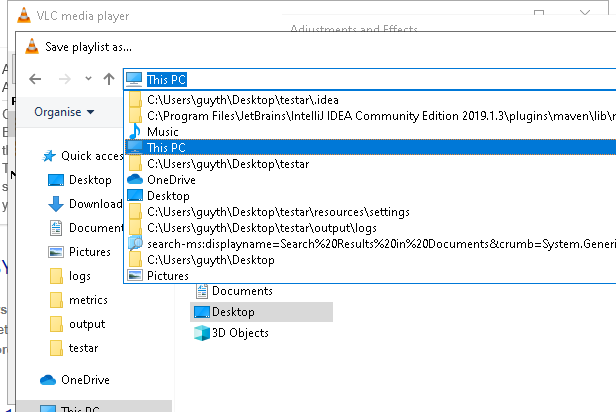 VLC media player
Adjustments and Effects
Save playlist as...
This PC
Organise
C:\Users\guyth\Desktop\testar\.idea
C:\Program Files\JetBrains\IntelliJ IDEA Community Edition 2019.1.3\plugins\maven\lib\
Music
This PC
C:\Users\guyth\Desktop\testar
OneDrive
Desktop
C:\Users\guyth\Desktop\testar\resources\settings
C:\Users\guyth\Desktop\testar\output\logs
search-ms:displayname=Search%20Results%20in%20Documents&crumb=System.Generi
C:\Users\guyth\Desktop
Pictures
Quick acces
Desktop
Download
Document
Pictures
logs
metrics
output
testar
OneDrive
This PC
Documents
Desktop
3D Objects